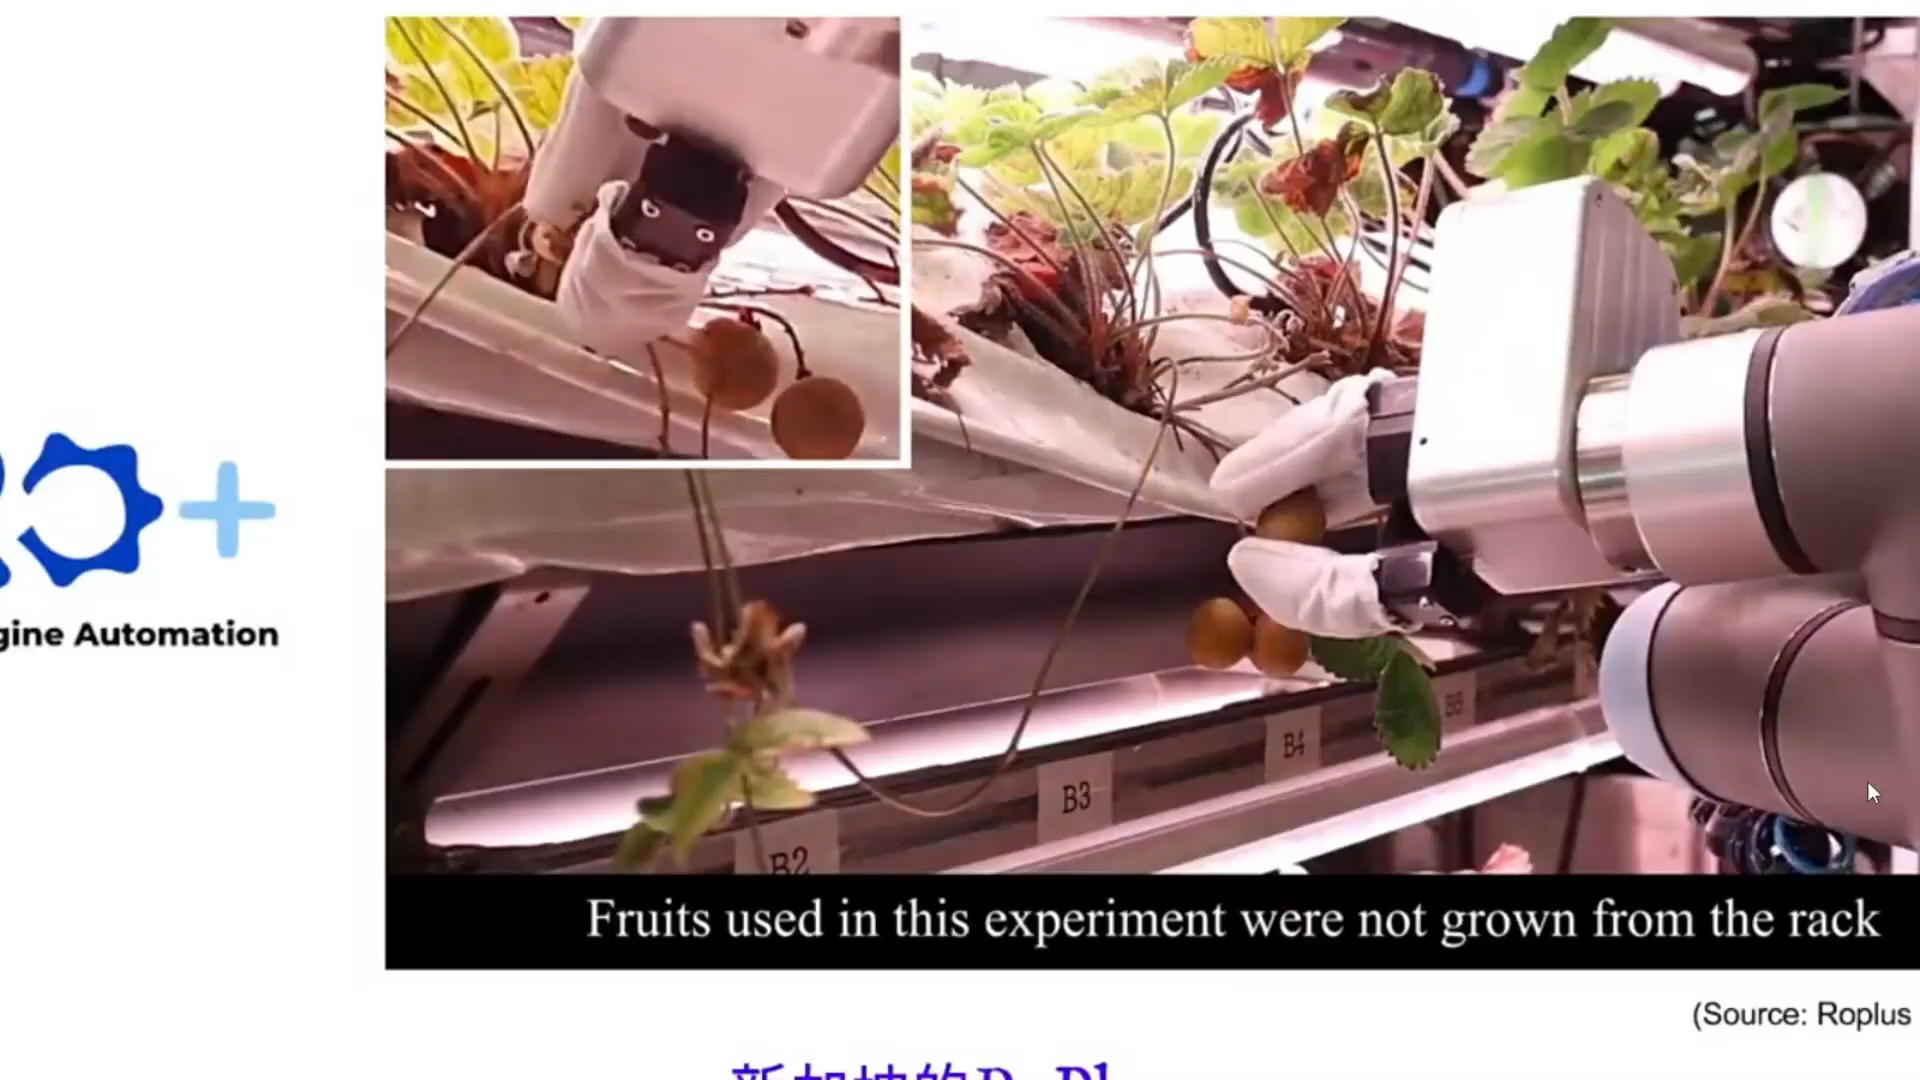 gine Automation
B2
B3
B4
Fruits used in this experiment were not grown from the rack
(Source: Roplus